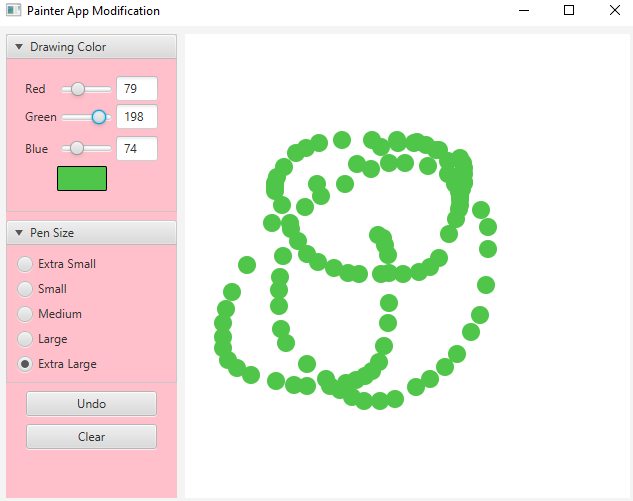 Painter App Modification
Drawing Color
Red 79
Green 198
Blue 74
Pen Size
Extra Small
Small
Medium
Large
Extra Large
Undo
Clear